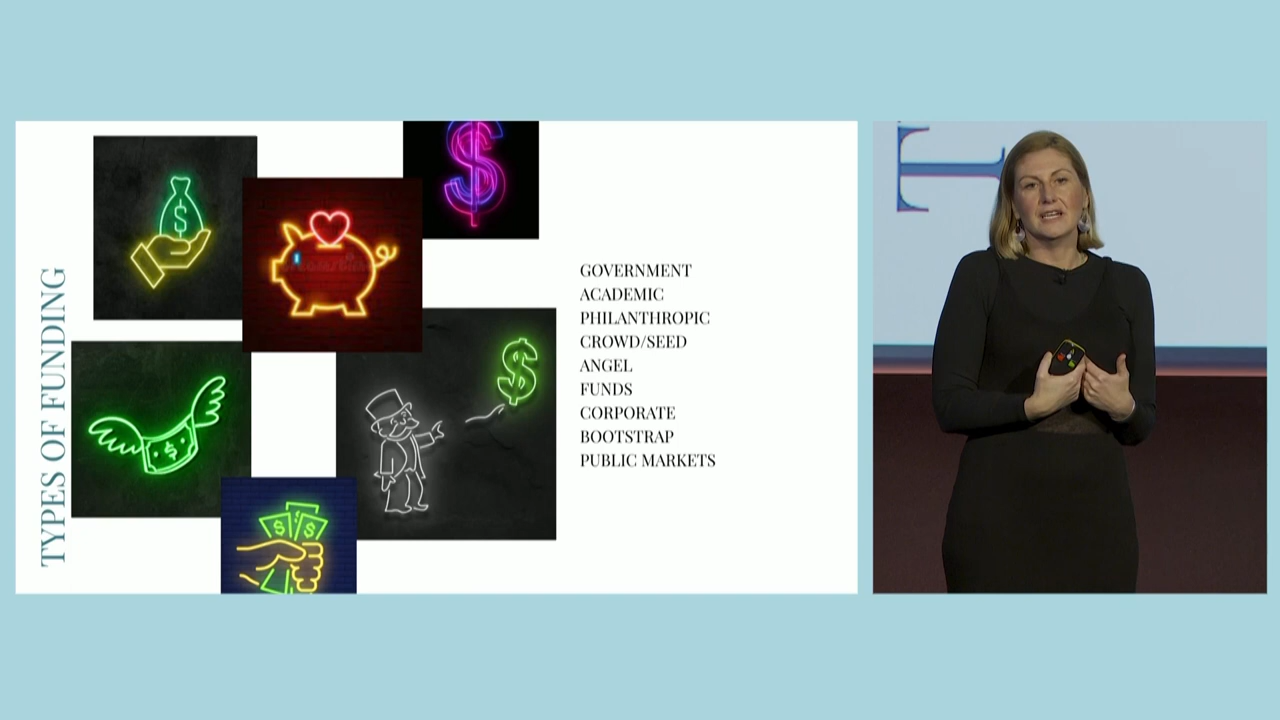 TYPES OF FUNDING
GOVERNMENT
ACADEMIC
PHILANTHROPIC
CROWD/SEED
ANGEL
FUNDS
CORPORATE
BOOTSTRAP
PUBLIC MARKETS
$
$
$
$
$ $
T